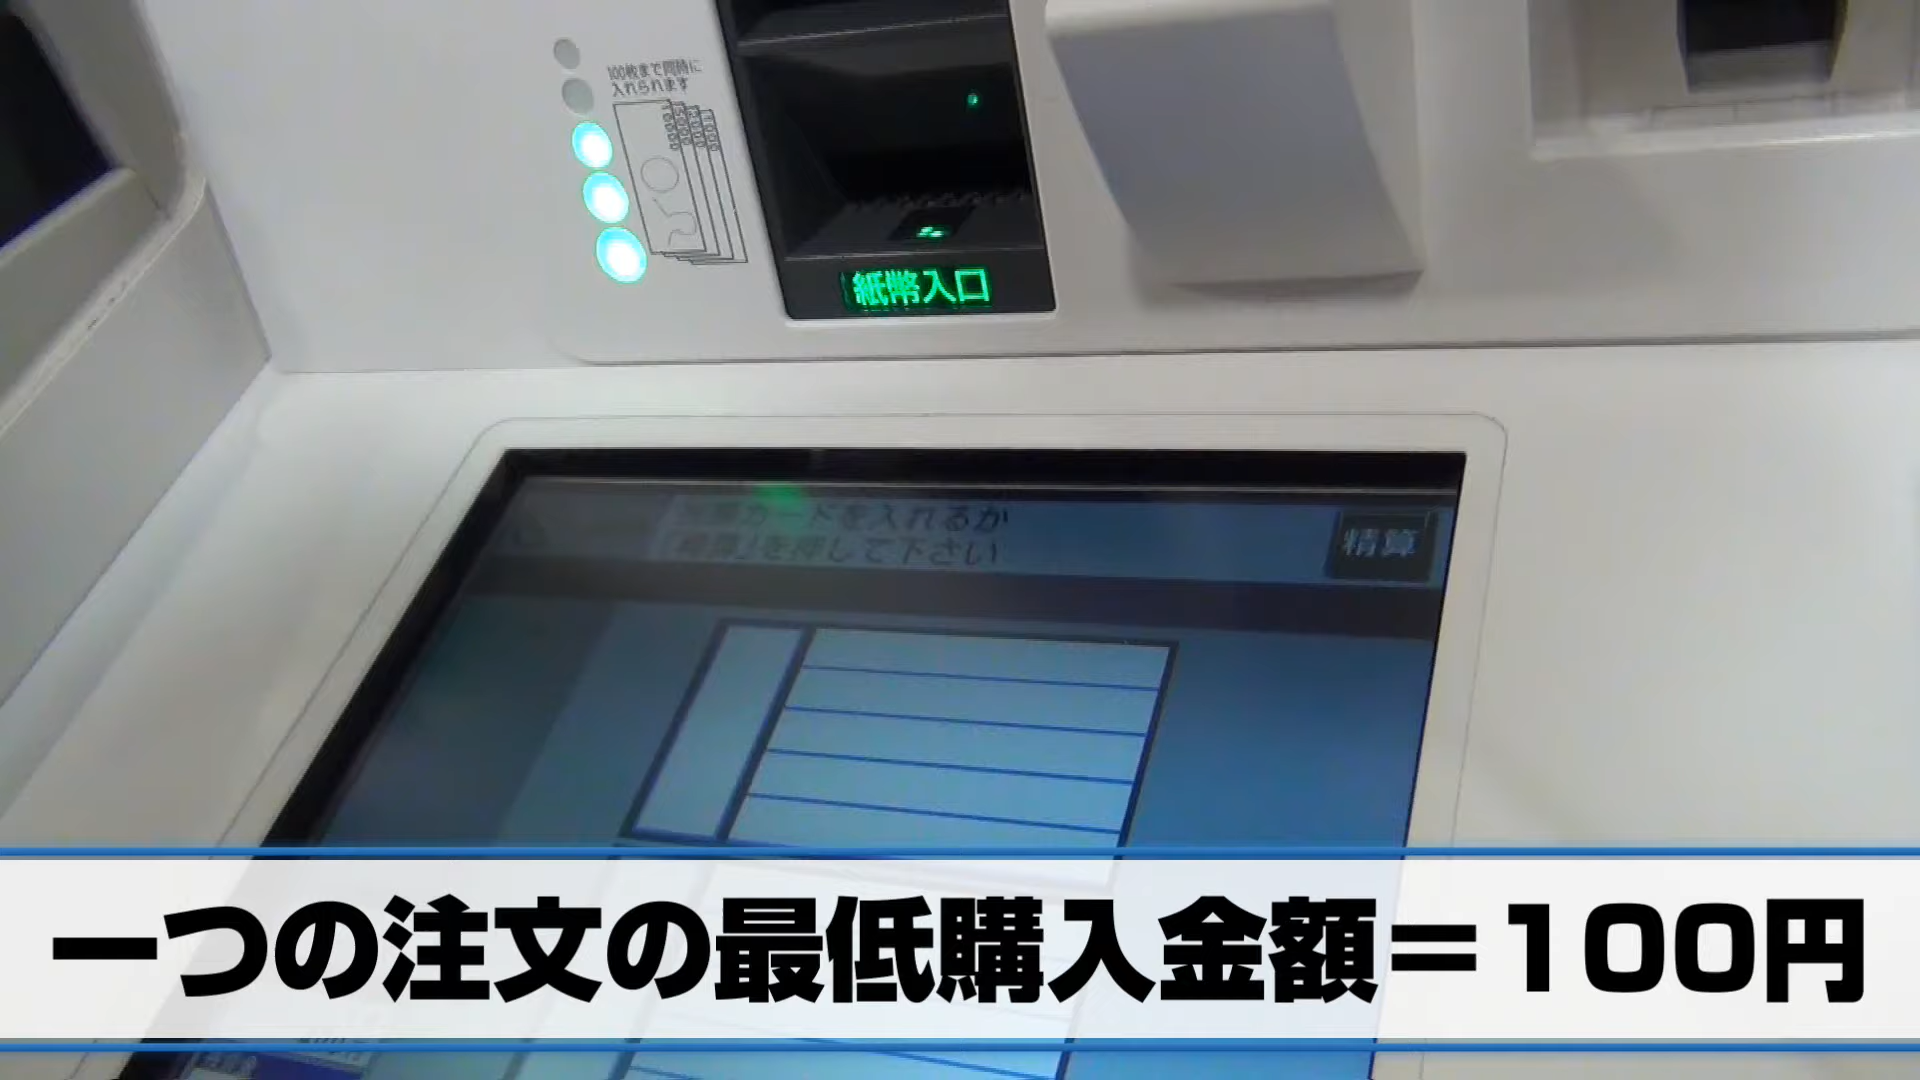 100枚まで同時に
入れられます
紙幣入口
カードを入れるか
を押して下さい
精算
一つの注文の最低購入金額＝100円